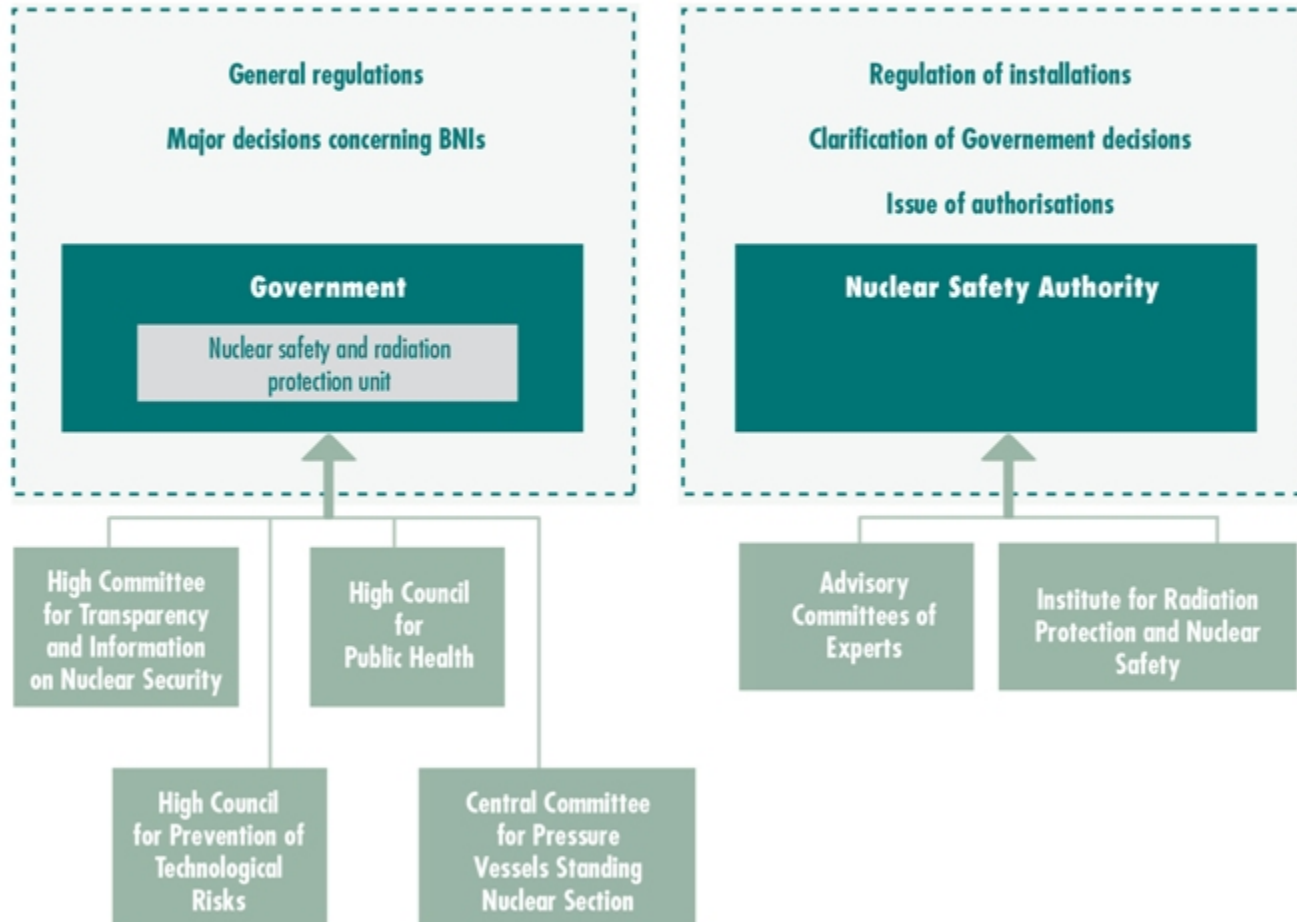 General regulations
Major decisions concerning BNIs
Government
Nuclear safety and radiation
protection unit
Regulation of installations
Clarification of Governement decisions
Issue of authorisations
Nuclear Safety Authority
High Committee
for Transparency
and Information
on Nuclear Security
High Council
for
Public Health
Advisory
Committees of
Experts
Institute for Radiation
Protection and Nuclear
Safety
High Council
for Prevention of
Technological
Risks
Central Committee
for Pressure
Vessels Standing
Nuclear Section